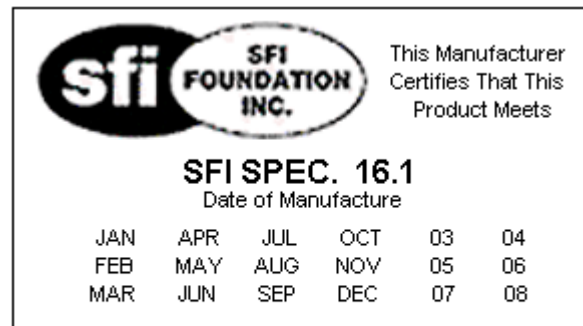 sfi
SFI
FOUNDATION
INC.
This Manufacturer
Certifies That This
Product Meets
SFI SPEC. 16.1
Date of Manufacture
JAN APR JUL OCT 03 04
FEB MAY AUG NOV 05 06
MAR JUN SEP DEC 07 08